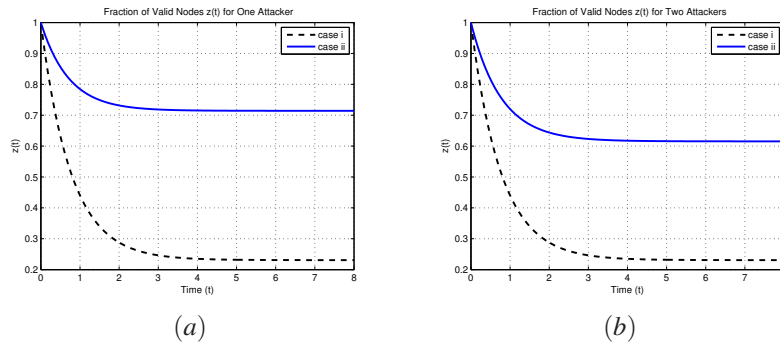 Fraction of Valid Nodes z(t) for One Attacker
case i
case ii
1
0.9
0.8
0.7
0.6
0.5
0.4
0.3
0.2
z(t)
0 1 2 3 4 5 6 7 8
Time (t)
(a)
Fraction of Valid Nodes z(t) for Two Attackers
case i
case ii
1
0.9
0.8
0.7
0.6
0.5
0.4
0.3
0.2
z(t)
0 1 2 3 4 5 6 7
Time (t)
(b)